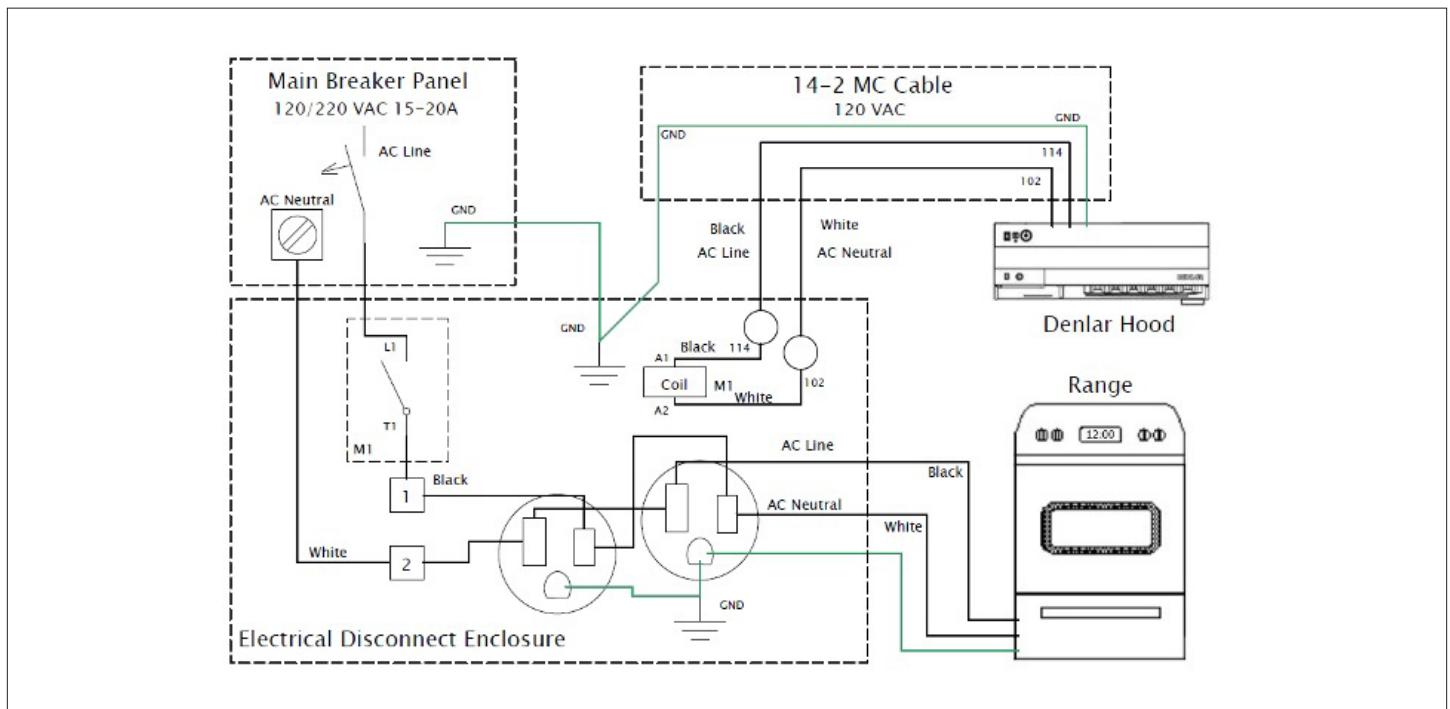 Main Breaker Panel
120/220 VAC 15-20A
AC Line
AC Neutral
GND
14-2 MC Cable
120 VAC
GND
GND
114
102
Black
AC Line
White
AC Neutral
Denlar Hood
L1
T1
M1
GND
A1
Black
114
Coil
M1
A2
White
102
1
Black
White
2
AC Line
Black
AC Neutral
White
GND
Range
12:00
Electrical Disconnect Enclosure